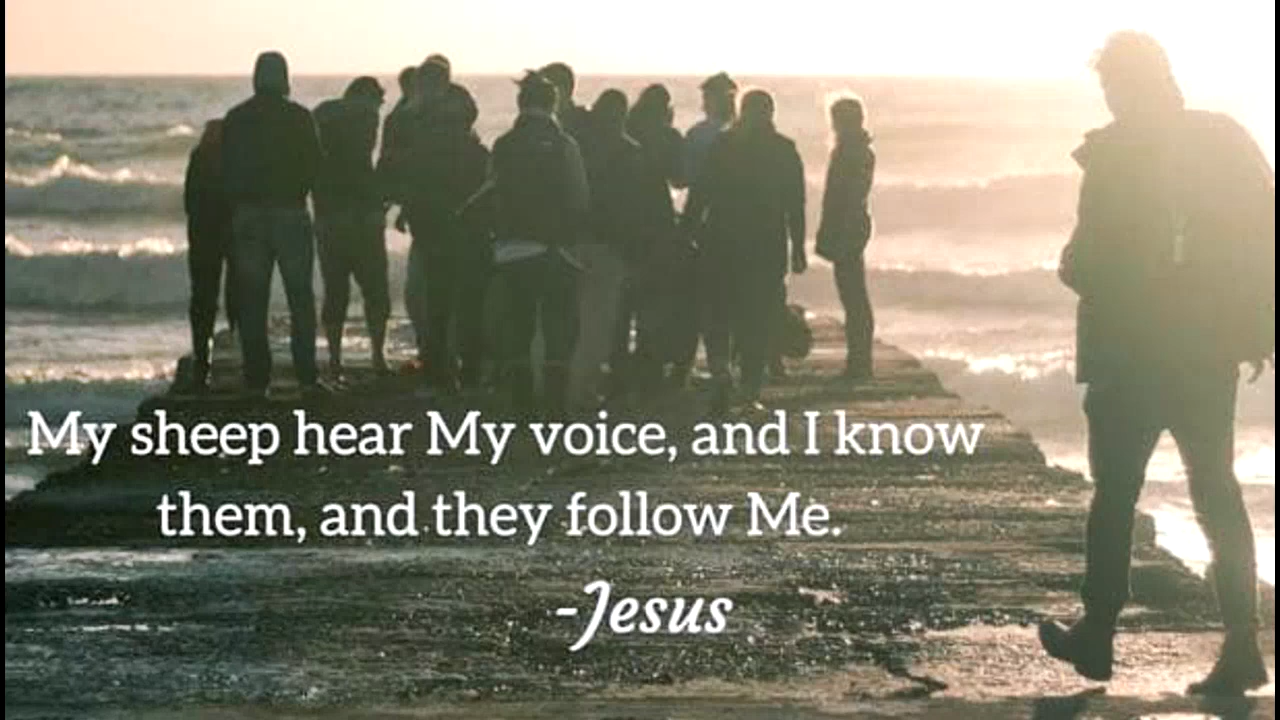 My sheep hear My voice, and I know
them, and they follow Me.
-Jesus